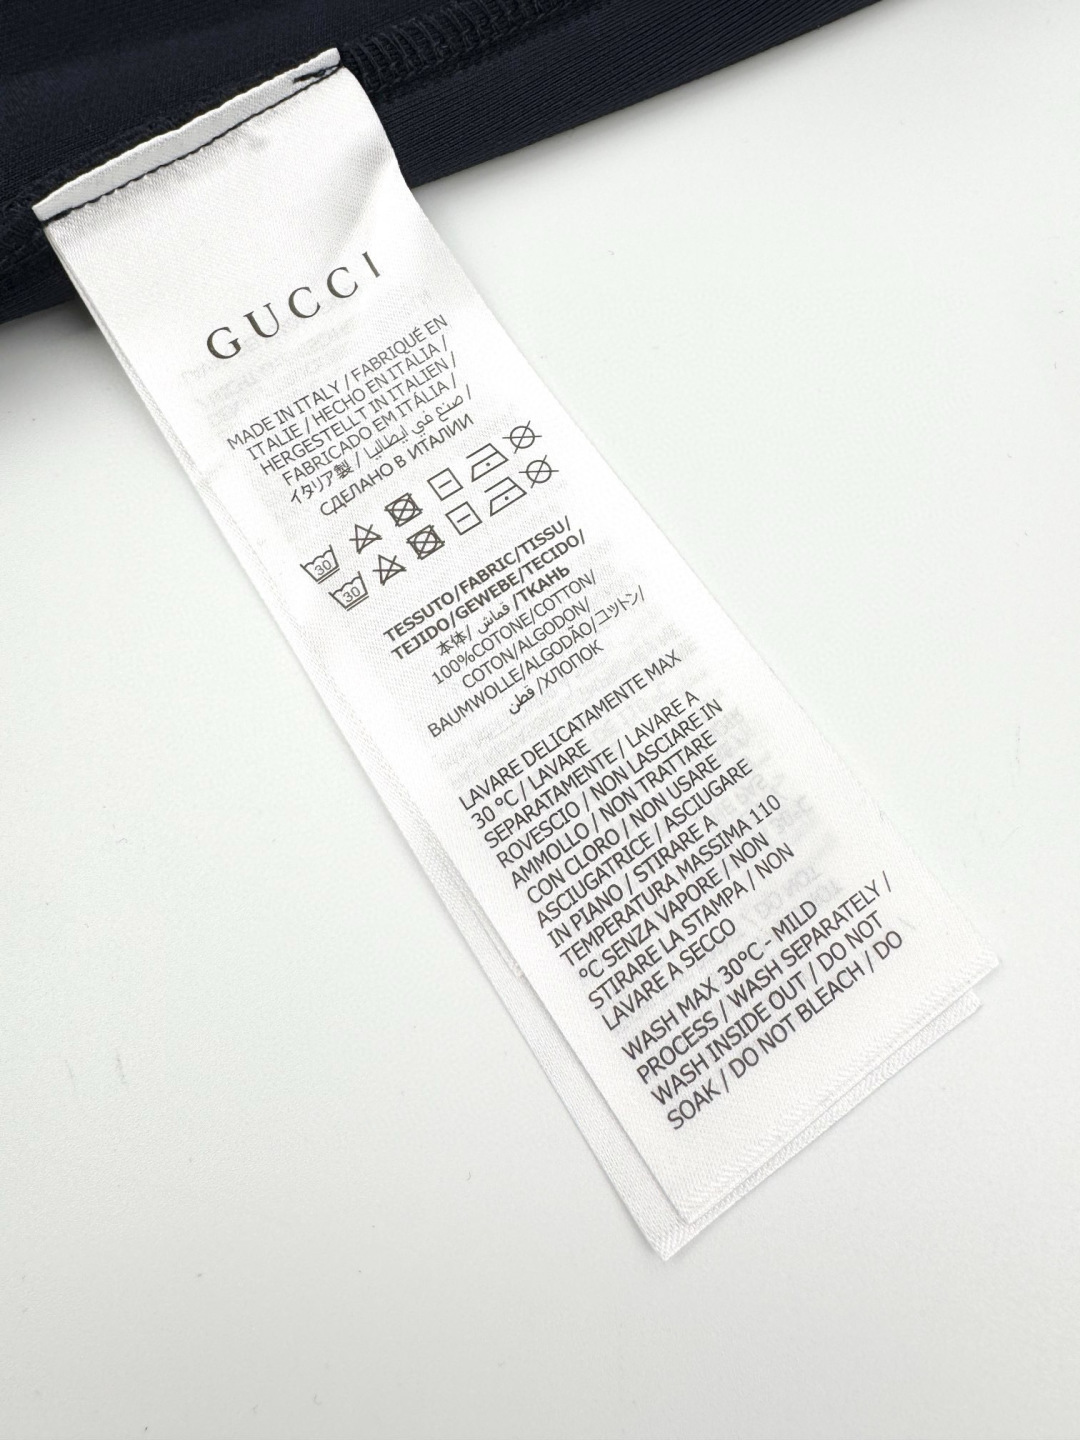 GUCCI
MADE IN ITALY / FABRIQUÉ EN
ITALIE / HECHO EN ITALIA /
HERGESTELLT IN ITALIEN /
FABRICADO EM ITÁLIA /
イタリア製 / صنع في ايطاليا /
СДЕЛАНО В ИТАЛИИ
30
30
TESSUTO/FABRIC/TISSU/
TEJIDO/GEWEBE/TECIDO/
本体/ قماش /ТКАНЬ
100%COTONE/COTTON/
COTON/ALGODON/
BAUMWOLLE/ALGODÃO/コットン/
قطن /ХЛОПОК
LAVARE DELICATAMENTE MAX
30 °C / LAVARE
SEPARATAMENTE / LAVARE A
ROVESCIO / NON LASCIARE IN
AMMOLLO / NON TRATTARE
CON CLORO / NON USARE
ASCIUGATRICE / ASCIUGARE
IN PIANO / STIRARE A
TEMPERATURA MASSIMA 110
°C SENZA VAPORE / NON
STIRARE LA STAMPA / NON
LAVARE A SECCO
WASH MAX 30°C - MILD
PROCESS / WASH SEPARATELY /
WASH INSIDE OUT / DO NOT
SOAK / DO NOT BLEACH / DO